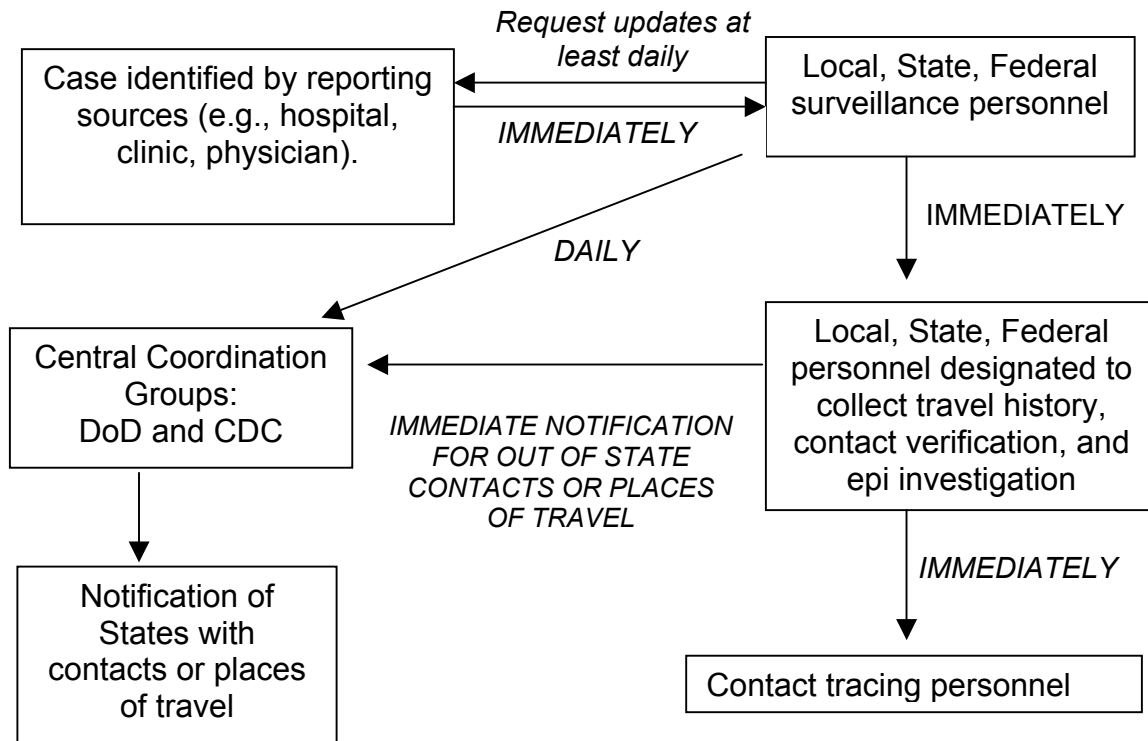 Request updates at
least daily
Case identified by reporting
sources (e.g., hospital,
clinic, physician).
Local, State, Federal
surveillance personnel
IMMEDIATELY
IMMEDIATELY
DAILY
Central Coordination
Groups:
DoD and CDC
Local, State, Federal
personnel designated to
collect travel history,
contact verification, and
epi investigation
IMMEDIATE NOTIFICATION
FOR OUT OF STATE
CONTACTS OR PLACES
OF TRAVEL
IMMEDIATELY
Notification of
States with
contacts or places
of travel
Contact tracing personnel